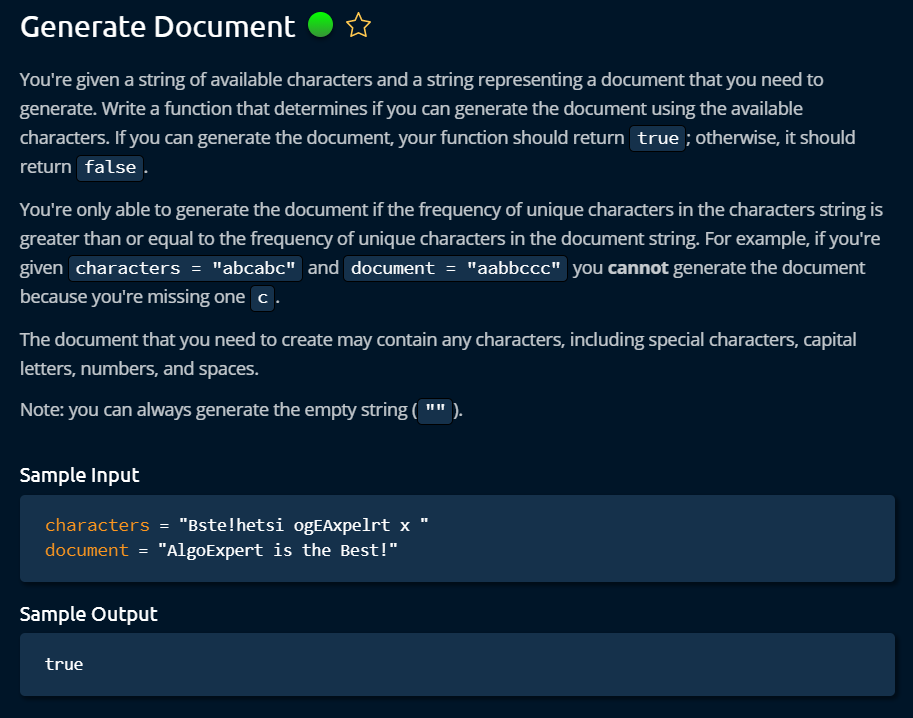 Generate Document
You're given a string of available characters and a string representing a document that you need to
generate. Write a function that determines if you can generate the document using the available
characters. If you can generate the document, your function should return true ; otherwise, it should
return false .
You're only able to generate the document if the frequency of unique characters in the characters string is
greater than or equal to the frequency of unique characters in the document string. For example, if you're
given characters = "abcabc" and document = "aabbccc" you cannot generate the document
because you're missing one c .
The document that you need to create may contain any characters, including special characters, capital
letters, numbers, and spaces.
Note: you can always generate the empty string ( "" ).
Sample Input
characters = "Bste!hetsi ogEAxpelrt x "
document = "AlgoExpert is the Best!"
Sample Output
true